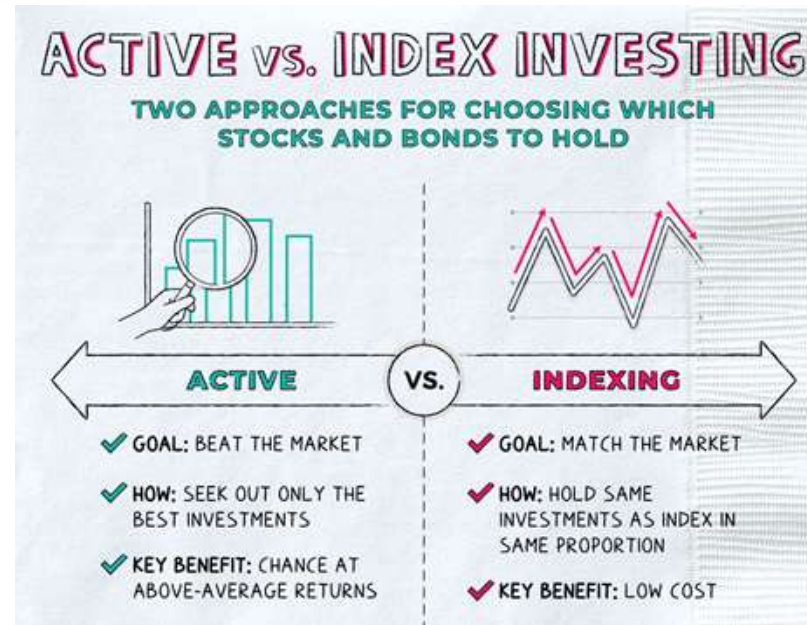 ACTIVE vs. INDEX INVESTING
TWO APPROACHES FOR CHOOSING WHICH
STOCKS AND BONDS TO HOLD
ACTIVE
VS.
INDEXING
GOAL: BEAT THE MARKET
HOW: SEEK OUT ONLY THE
BEST INVESTMENTS
KEY BENEFIT: CHANCE AT
ABOVE-AVERAGE RETURNS
GOAL: MATCH THE MARKET
HOW: HOLD SAME
INVESTMENTS AS INDEX IN
SAME PROPORTION
KEY BENEFIT: LOW COST